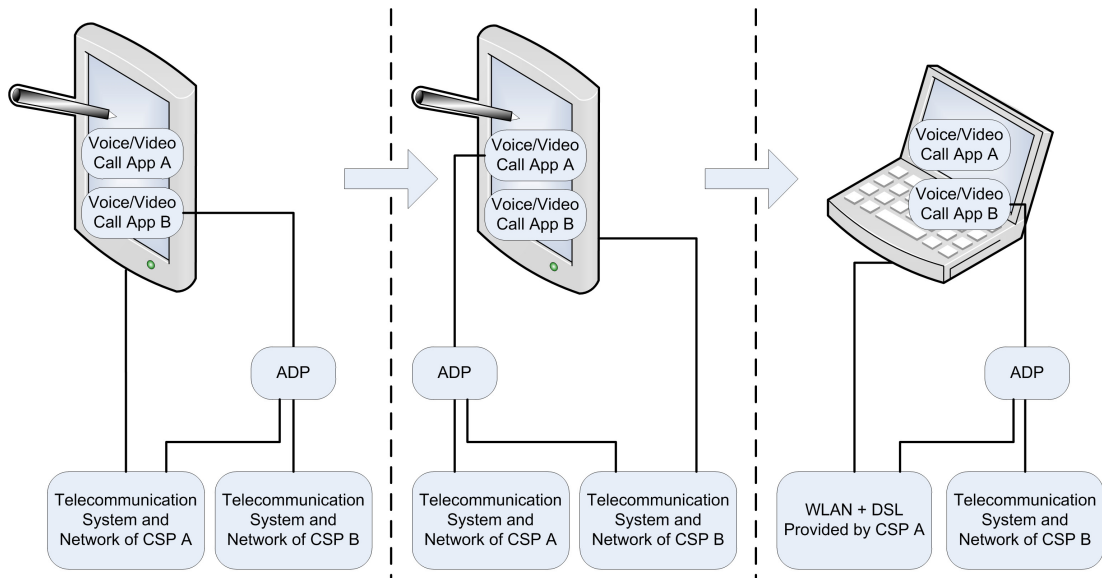 Voice/Video
Call App A
Voice/Video
Call App B
ADP
Telecommunication
System and
Network of CSP A
Telecommunication
System and
Network of CSP B
Voice/Video
Call App A
Voice/Video
Call App B
ADP
Telecommunication
System and
Network of CSP A
Telecommunication
System and
Network of CSP B
Voice/Video
Call App A
Voice/Video
Call App B
ADP
WLAN + DSL
Provided by CSP A
Telecommunication
System and
Network of CSP B